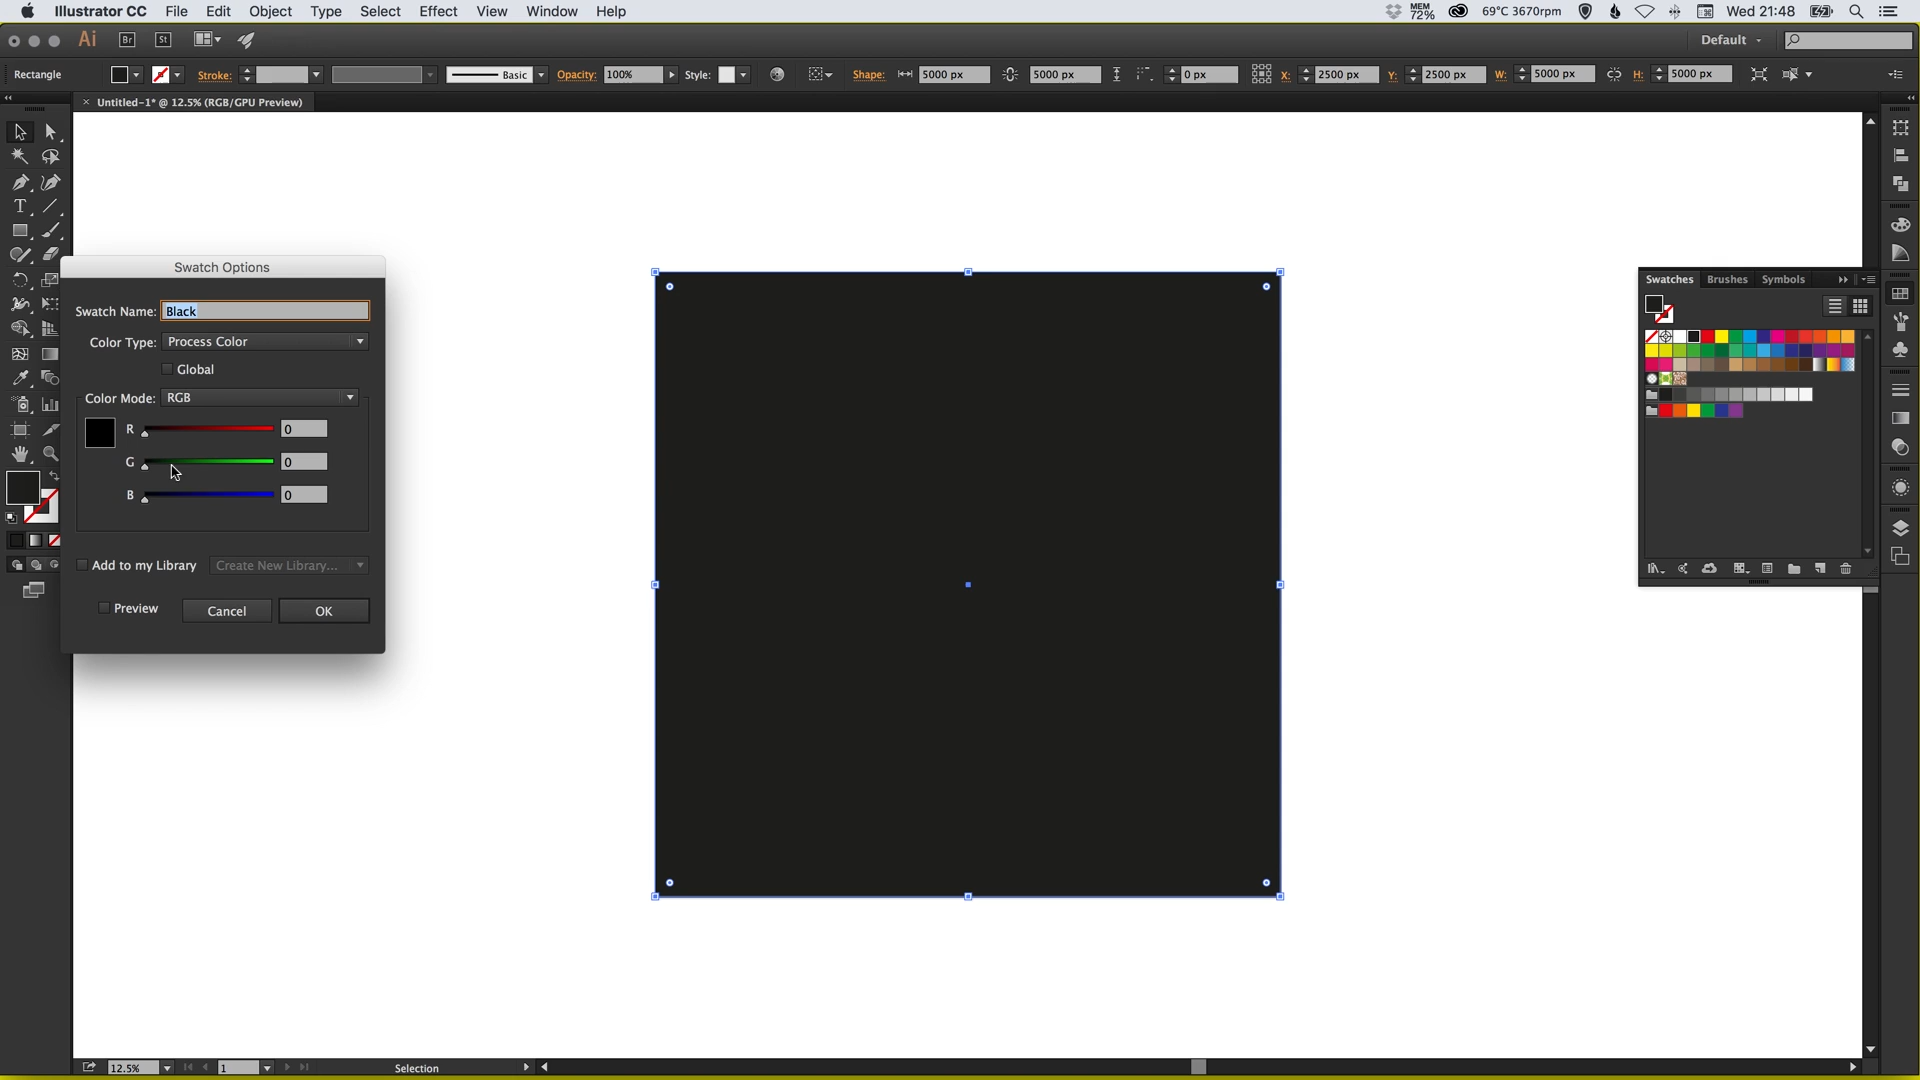 Illustrator CC File Edit Object Type Select Effect View Window Help MEM 72% 69°C 3670rpm Wed 21:48
Ai Br St Default
Rectangle Stroke: Basic Opacity: 100% Style: Shape: 5000 px 5000 px 0 px X: 2500 px Y: 2500 px W: 5000 px H: 5000 px
× Untitled-1* @ 12.5% (RGB/GPU Preview)
Swatch Options
Swatch Name: Black
Color Type: Process Color
Global
Color Mode: RGB
R 0
G 0
B 0
Add to my Library Create New Library...
Preview Cancel OK
Swatches Brushes Symbols
12.5% 1 Selection